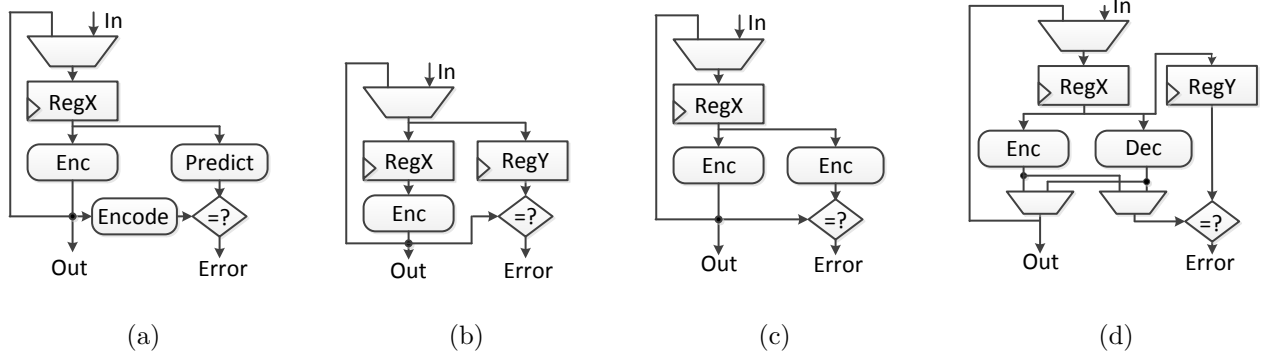 In
RegX
Enc
Predict
Encode
=?
Out
Error
(a)
In
RegX
RegY
Enc
=?
Out
Error
(b)
In
RegX
Enc
Enc
=?
Out
Error
(c)
In
RegX
RegY
Enc
Dec
=?
Out
Error
(d)